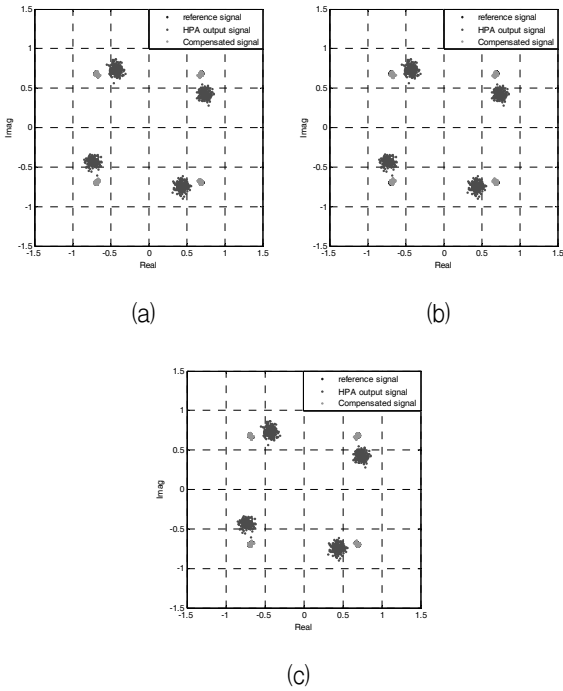 1.5
reference signal
HPA output signal
Compensated signal
1
0.5
0
-0.5
-1
-1.5
Imag
-1.5 -1 -0.5 0 0.5 1 1.5
Real
(a)
1.5
reference signal
HPA output signal
Compensated signal
1
0.5
0
-0.5
-1
-1.5
Imag
-1.5 -1 -0.5 0 0.5 1 1.5
Real
(b)
1.5
reference signal
HPA output signal
Compensated signal
1
0.5
0
-0.5
-1
-1.5
Imag
-1.5 -1 -0.5 0 0.5 1 1.5
Real
(c)